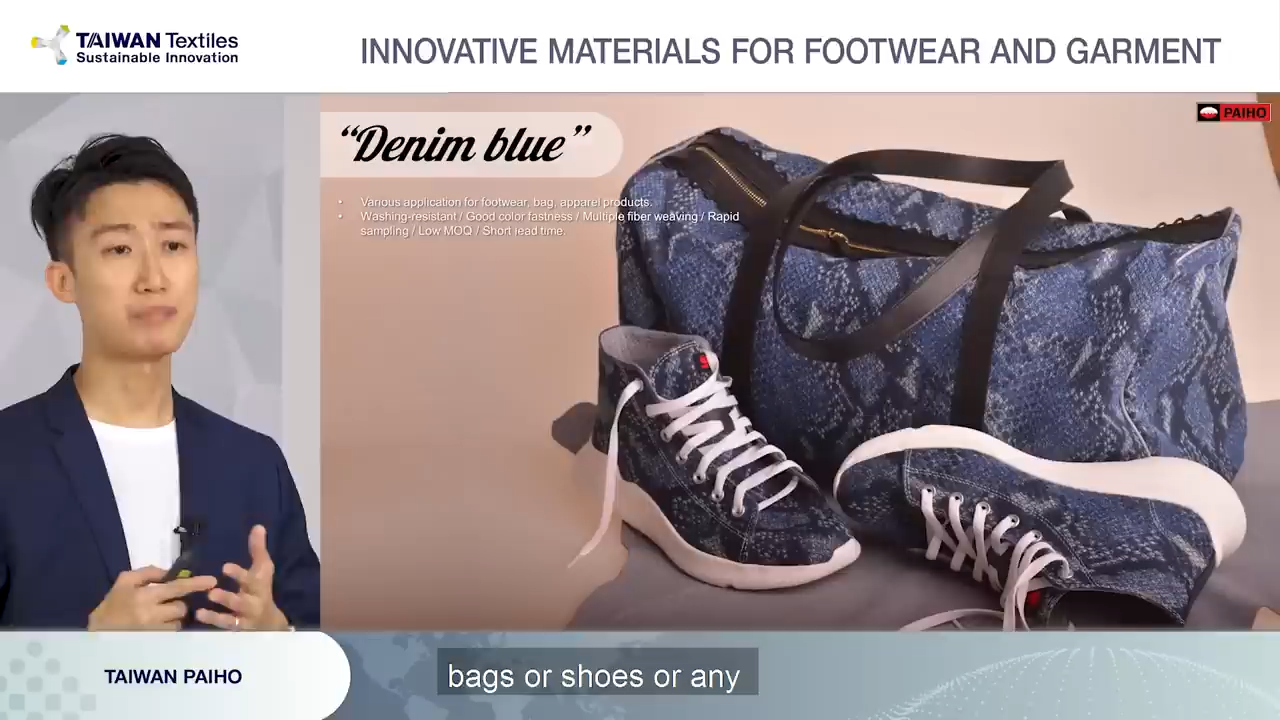 TAIWAN Textiles
Sustainable Innovation
INNOVATIVE MATERIALS FOR FOOTWEAR AND GARMENT
PAIHO
“Denim blue”
• Various application for footwear, bag, apparel products.
• Washing-resistant / Good color fastness / Multiple fiber weaving / Rapid
sampling / Low MOQ / Short lead time.
TAIWAN PAIHO
bags or shoes or any